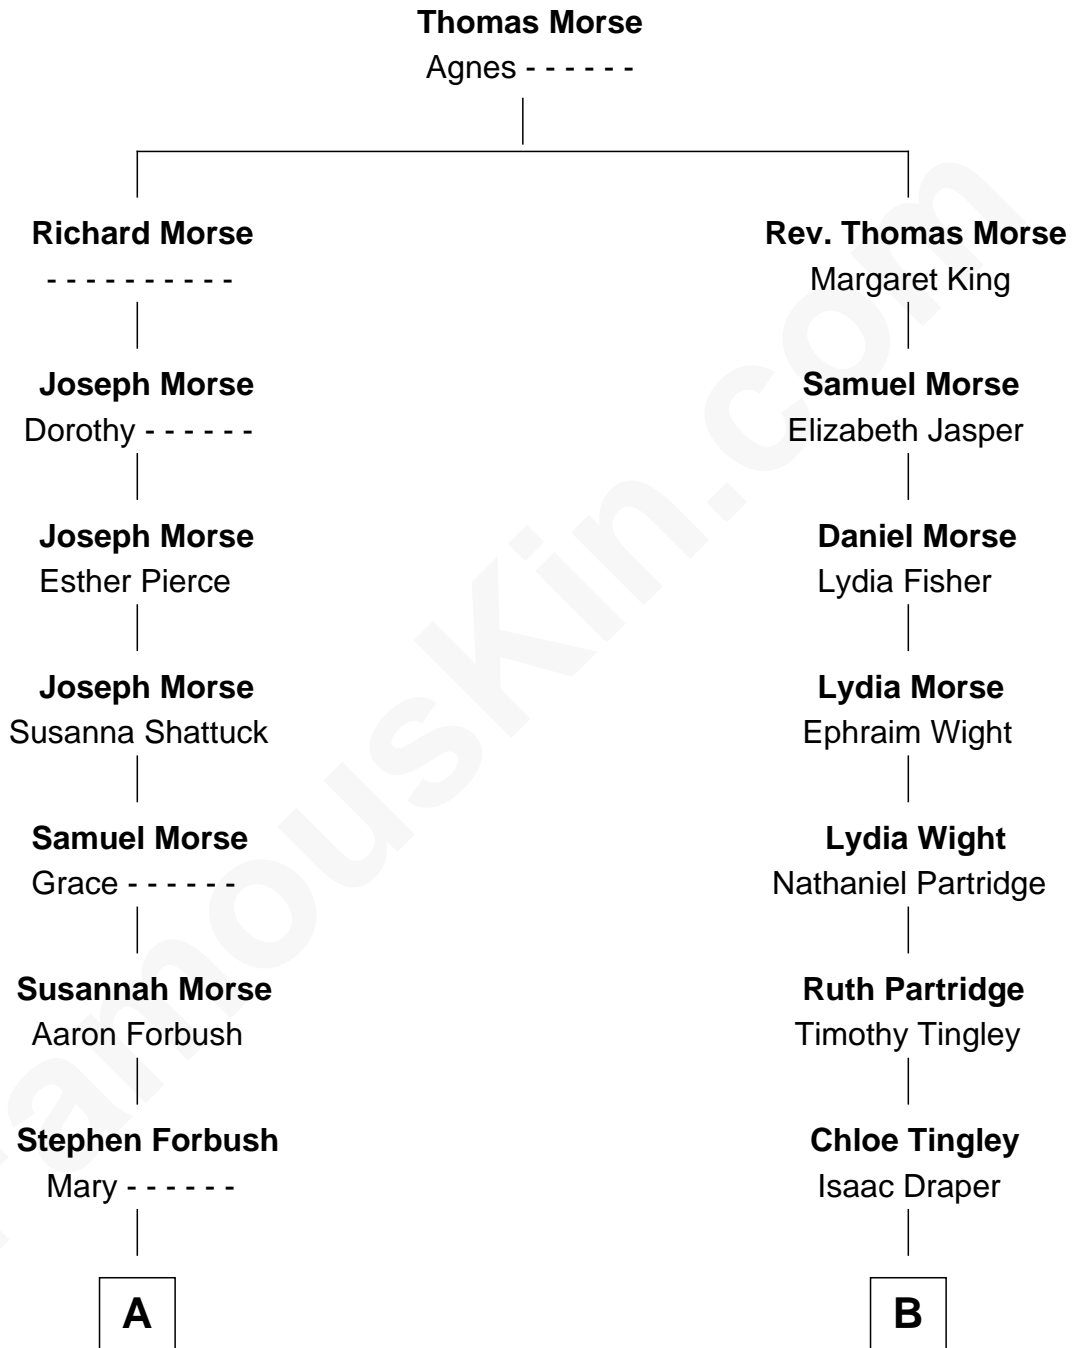 Thomas Morse
Agnes - - - - - -
Richard Morse
- - - - - - - - - -
Joseph Morse
Dorothy - - - - - -
Joseph Morse
Esther Pierce
Joseph Morse
Susanna Shattuck
Samuel Morse
Grace - - - - - -
Susannah Morse
Aaron Forbush
Stephen Forbush
Mary - - - - - -
A
Rev. Thomas Morse
Margaret King
Samuel Morse
Elizabeth Jasper
Daniel Morse
Lydia Fisher
Lydia Morse
Ephraim Wight
Lydia Wight
Nathaniel Partridge
Ruth Partridge
Timothy Tingley
Chloe Tingley
Isaac Draper
B
FamousKin.com